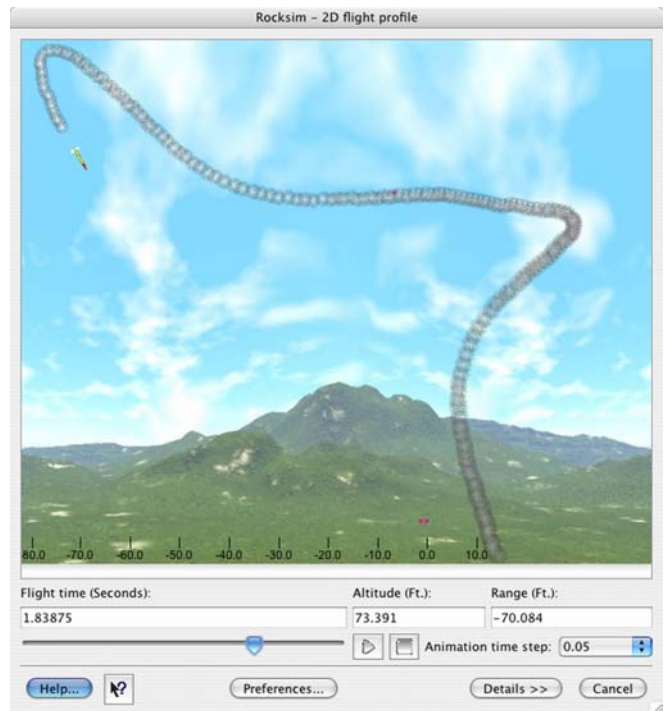 Rocksim – 2D flight profile
80.0 -70.0 -60.0 -50.0 -40.0 -30.0 -20.0 -10.0 0.0 10.0
Flight time (Seconds): Altitude (Ft.): Range (Ft.):
1.83875 73.391 -70.084
Animation time step: 0.05
Help... ? Preferences... Details >> Cancel